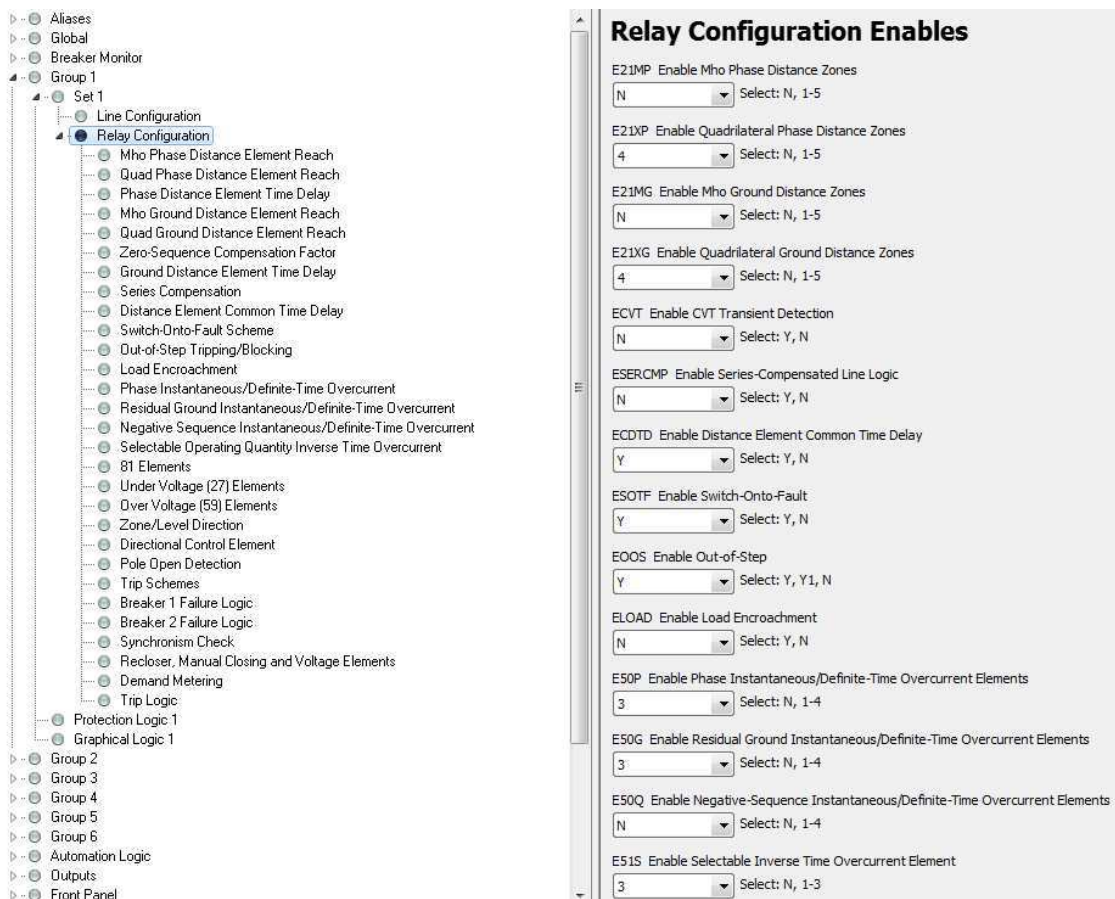 Aliases
Global
Breaker Monitor
Group 1
Set 1
Line Configuration
Relay Configuration
Mho Phase Distance Element Reach
Quad Phase Distance Element Reach
Phase Distance Element Time Delay
Mho Ground Distance Element Reach
Quad Ground Distance Element Reach
Zero-Sequence Compensation Factor
Ground Distance Element Time Delay
Series Compensation
Distance Element Common Time Delay
Switch-Onto-Fault Scheme
Out-of-Step Tripping/Blocking
Load Encroachment
Phase Instantaneous/Definite-Time Overcurrent
Residual Ground Instantaneous/Definite-Time Overcurrent
Negative Sequence Instantaneous/Definite-Time Overcurrent
Selectable Operating Quantity Inverse Time Overcurrent
81 Elements
Under Voltage (27) Elements
Over Voltage (59) Elements
Zone/Level Direction
Directional Control Element
Pole Open Detection
Trip Schemes
Breaker 1 Failure Logic
Breaker 2 Failure Logic
Synchronism Check
Recloser, Manual Closing and Voltage Elements
Demand Metering
Trip Logic
Protection Logic 1
Graphical Logic 1
Group 2
Group 3
Group 4
Group 5
Group 6
Automation Logic
Outputs
Front Panel
Relay Configuration Enables
E21MP Enable Mho Phase Distance Zones
N Select: N, 1-5
E21XP Enable Quadrilateral Phase Distance Zones
4 Select: N, 1-5
E21MG Enable Mho Ground Distance Zones
N Select: N, 1-5
E21XG Enable Quadrilateral Ground Distance Zones
4 Select: N, 1-5
ECVT Enable CVT Transient Detection
N Select: Y, N
ESERCMP Enable Series-Compensated Line Logic
N Select: Y, N
ECDTD Enable Distance Element Common Time Delay
Y Select: Y, N
ESOTF Enable Switch-Onto-Fault
Y Select: Y, N
EOOS Enable Out-of-Step
Y Select: Y, Y1, N
ELOAD Enable Load Encroachment
N Select: Y, N
E50P Enable Phase Instantaneous/Definite-Time Overcurrent Elements
3 Select: N, 1-4
E50G Enable Residual Ground Instantaneous/Definite-Time Overcurrent Elements
3 Select: N, 1-4
E50Q Enable Negative-Sequence Instantaneous/Definite-Time Overcurrent Elements
N Select: N, 1-4
E51S Enable Selectable Inverse Time Overcurrent Element
3 Select: N, 1-3